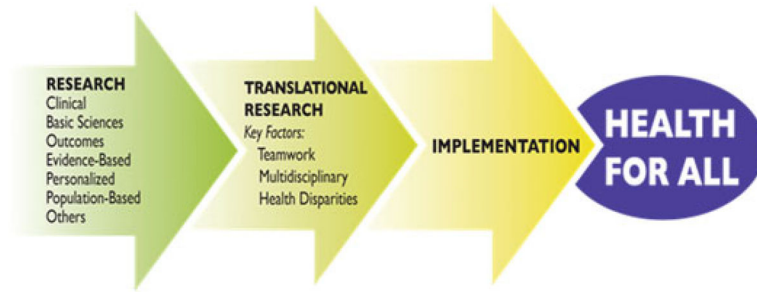 RESEARCH
Clinical
Basic Sciences
Outcomes
Evidence-Based
Personalized
Population-Based
Others
TRANSLATIONAL
RESEARCH
Key Factors:
Teamwork
Multidisciplinary
Health Disparities
IMPLEMENTATION
HEALTH
FOR ALL